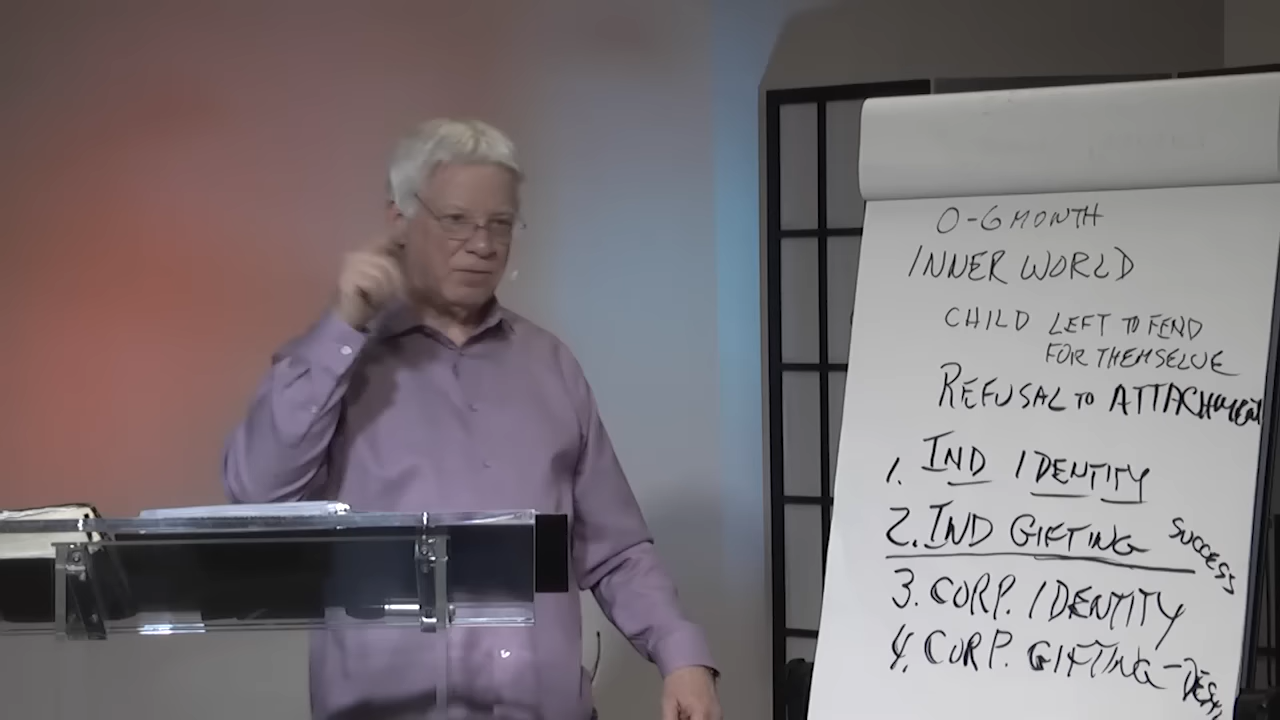 0-6 MONTH
INNER WORLD
CHILD LEFT TO FEND
FOR THEMSELVE
REFUSAL TO ATTACHMENT
1. IND IDENTITY
2. IND GIFTING SUCCESS
3. CORP. IDENTITY
4. CORP. GIFTING -